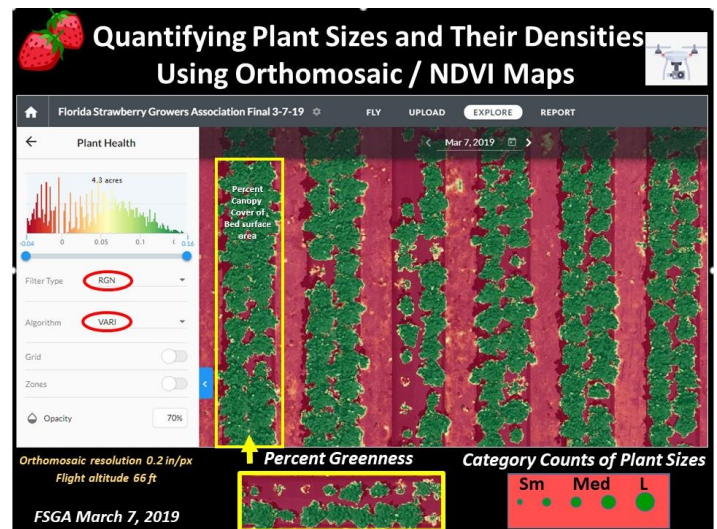 Quantifying Plant Sizes and Their Densities
Using Orthomosaic / NDVI Maps
Florida Strawberry Growers Association Final 3-7-19
FLY
UPLOAD
EXPLORE
REPORT
Plant Health
Mar 7, 2019
4.3 acres
-0.04
0
0.05
0.1
0.16
Percent
Canopy
Cover of
Bed surface
area
Filter Type
RGN
Algorithm
VARI
Grid
Zones
Opacity
70%
Orthomosaic resolution 0.2 in/px
Flight altitude 66 ft
FSGA March 7, 2019
Percent Greenness
Category Counts of Plant Sizes
Sm Med L